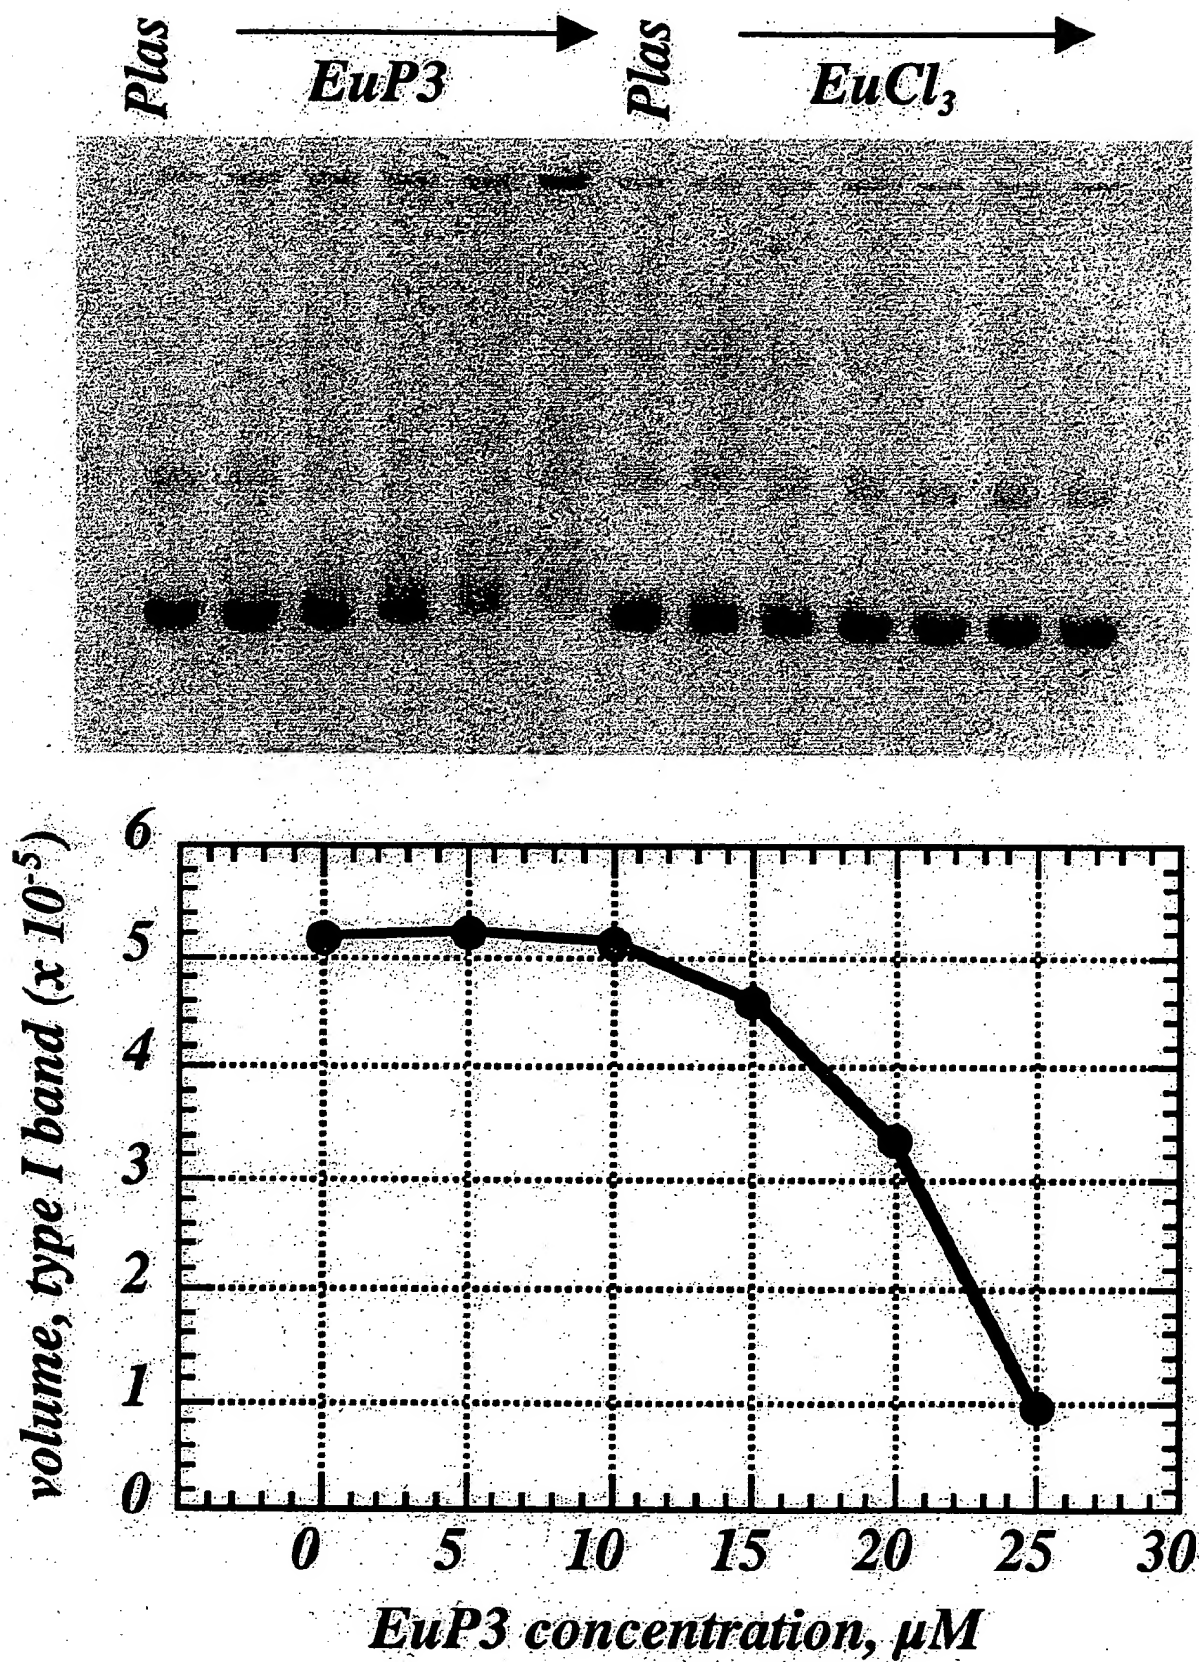 Plas EuP3 Plas EuCl₃
volume, type I band (x 10⁻⁵)
6
5
4
3
2
1
0
0 5 10 15 20 25 30
EuP3 concentration, µM